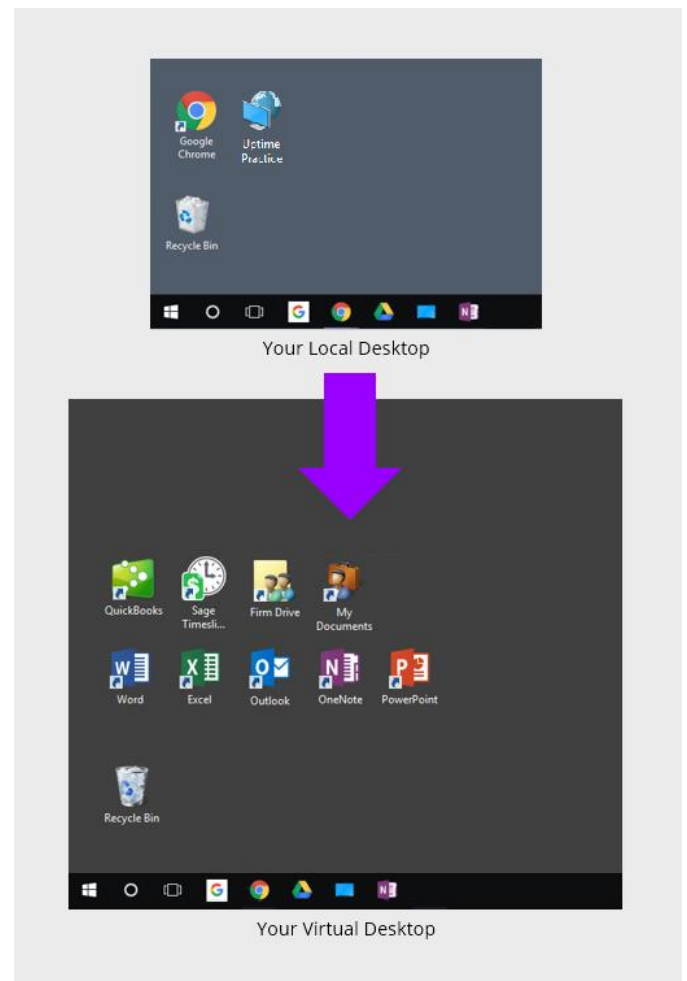 Google
Chrome
Uptime
Practice
Recycle Bin
Your Local Desktop
QuickBooks
Sage
Timesli...
Firm Drive
My
Documents
Word
Excel
Outlook
OneNote
PowerPoint
Recycle Bin
Your Virtual Desktop